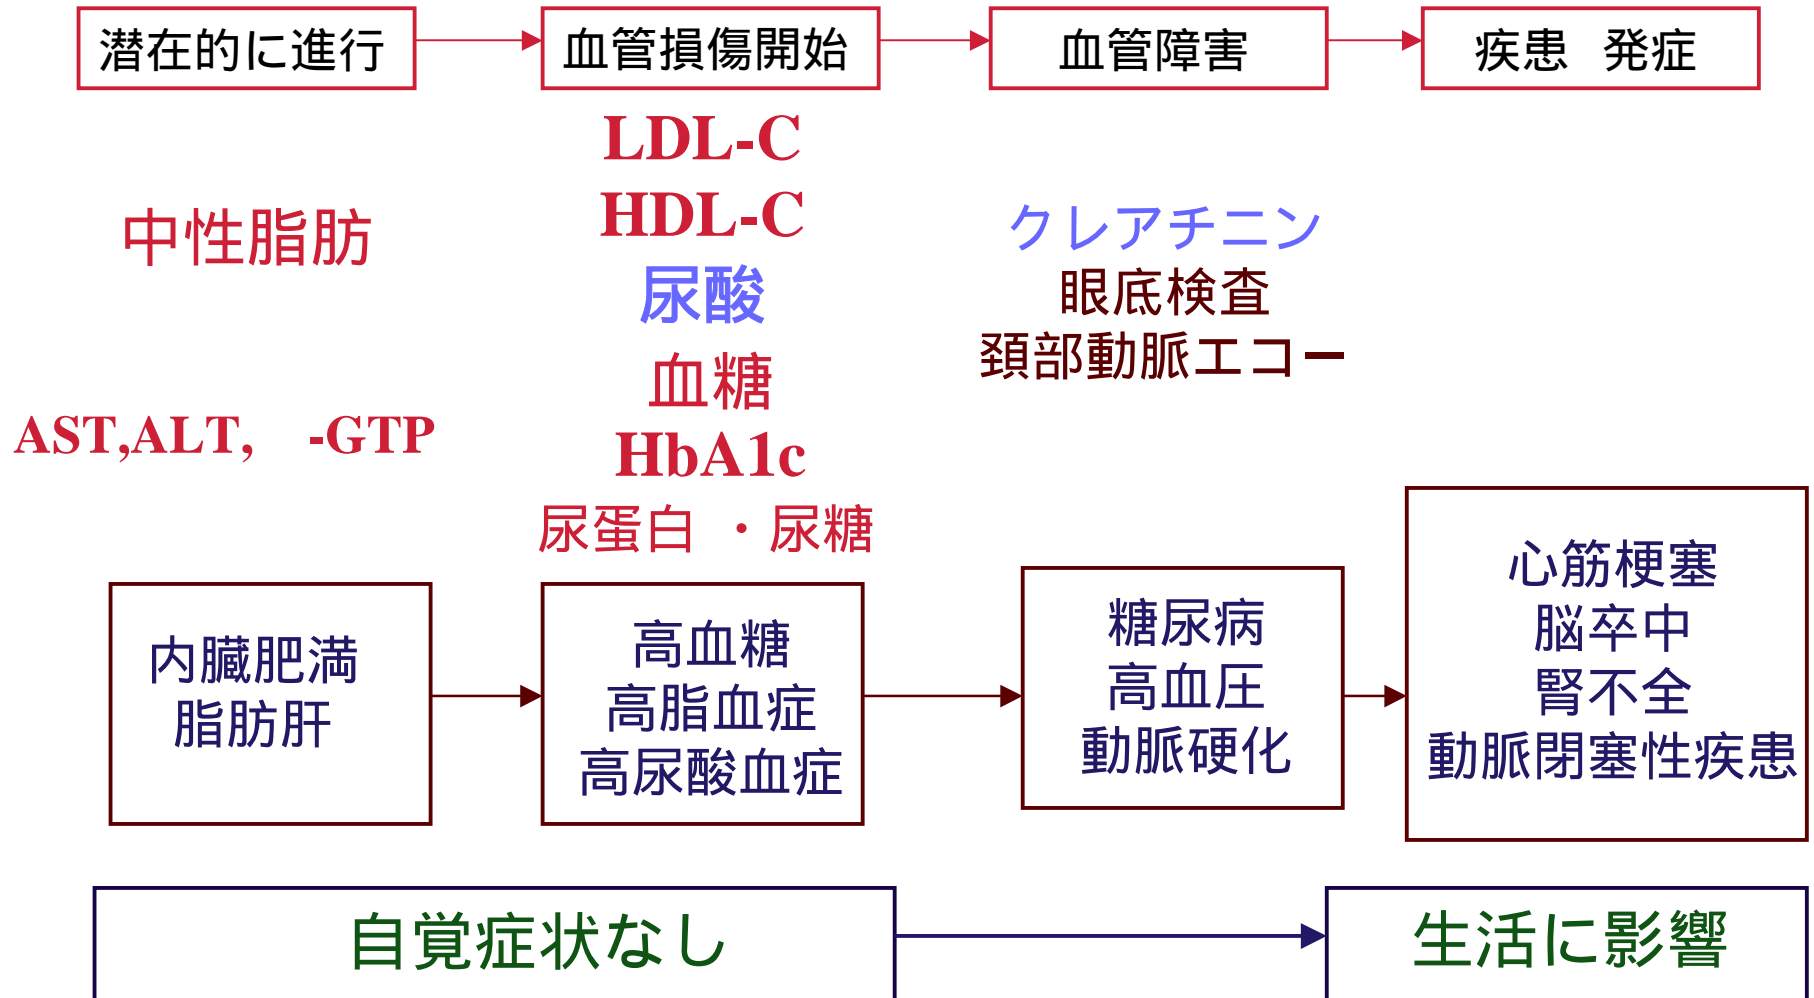 潜在的に進行
血管損傷開始
血管障害
疾患 発症
中性脂肪
AST,ALT, -GTP
LDL-C
HDL-C
尿酸
血糖
HbA1c
尿蛋白 ・尿糖
クレアチニン
眼底検査
頚部動脈エコー
内臓肥満
脂肪肝
高血糖
高脂血症
高尿酸血症
糖尿病
高血圧
動脈硬化
心筋梗塞
脳卒中
腎不全
動脈閉塞性疾患
自覚症状なし
生活に影響